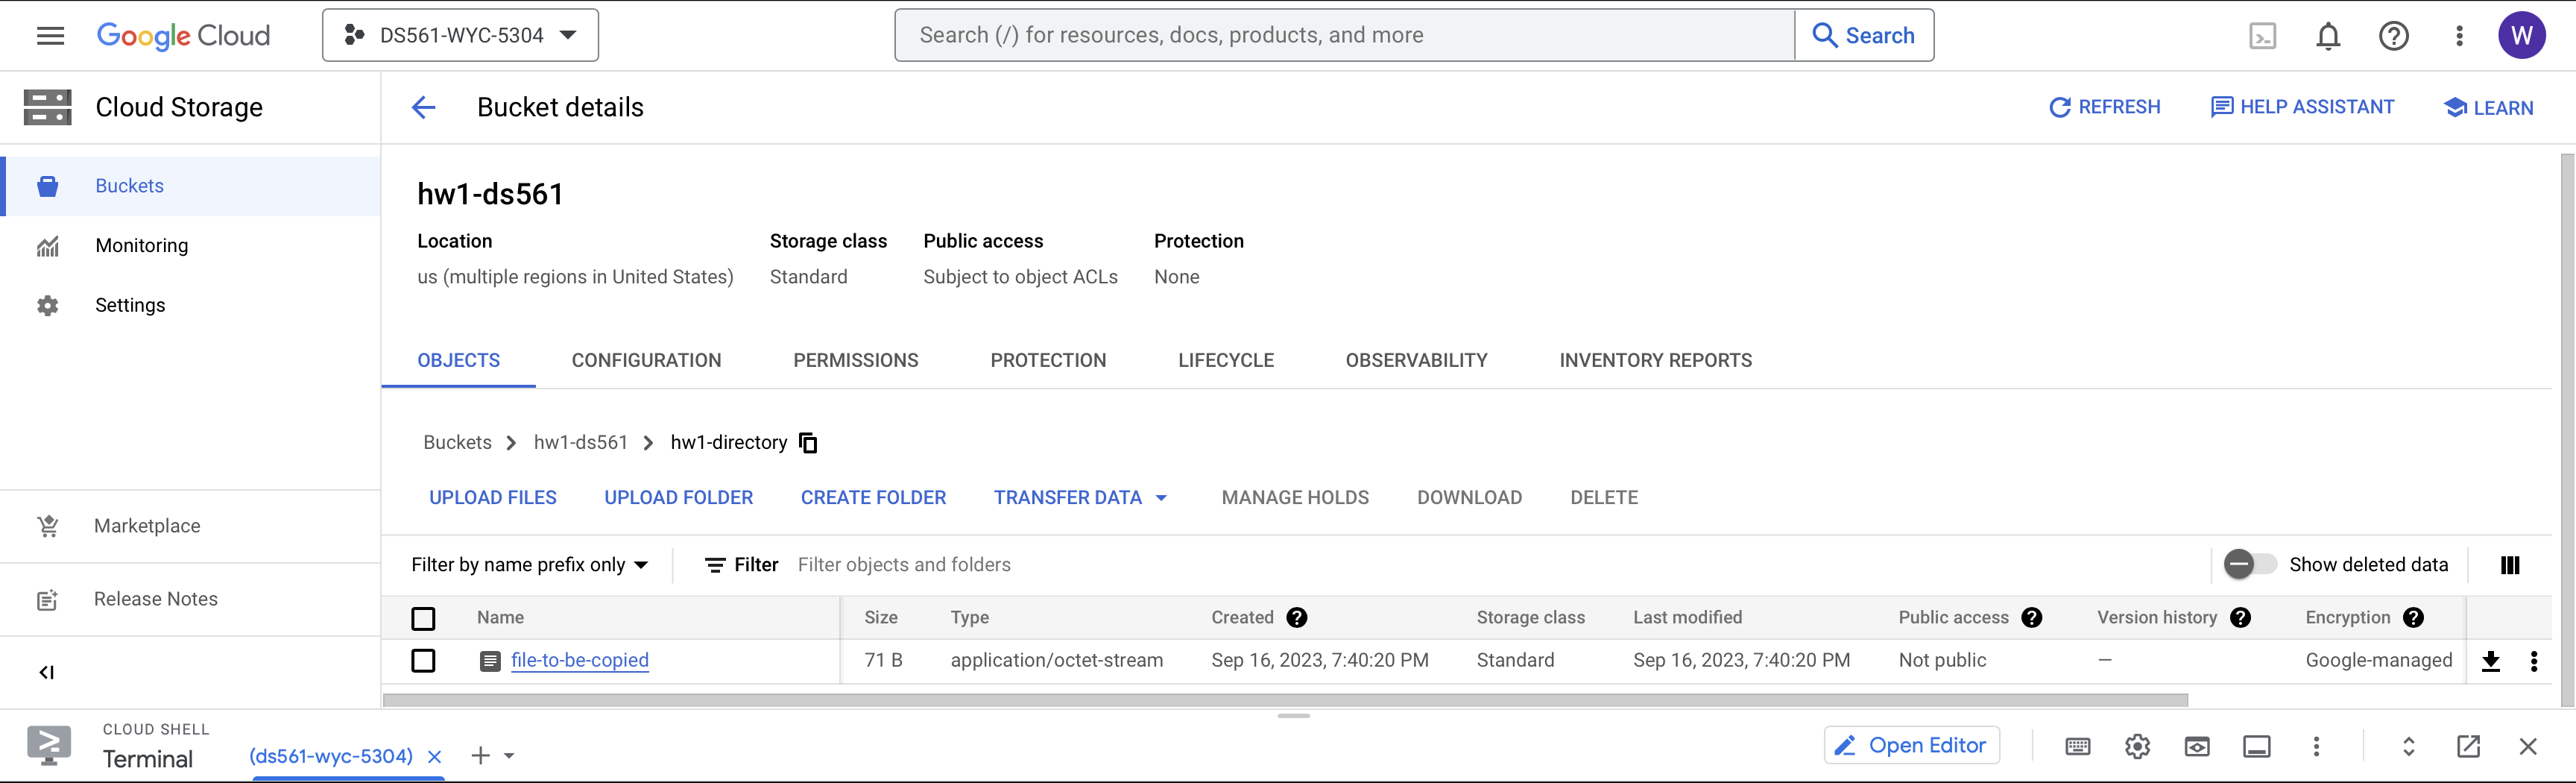 Google Cloud
DS561-WYC-5304
Search (/) for resources, docs, products, and more
Search
W
Cloud Storage
Bucket details
REFRESH
HELP ASSISTANT
LEARN
Buckets
Monitoring
Settings
Marketplace
Release Notes
hw1-ds561
Location Storage class Public access Protection
us (multiple regions in United States) Standard Subject to object ACLs None
OBJECTS CONFIGURATION PERMISSIONS PROTECTION LIFECYCLE OBSERVABILITY INVENTORY REPORTS
Buckets > hw1-ds561 > hw1-directory
UPLOAD FILES UPLOAD FOLDER CREATE FOLDER TRANSFER DATA MANAGE HOLDS DOWNLOAD DELETE
Filter by name prefix only Filter Filter objects and folders Show deleted data
Name Size Type Created Storage class Last modified Public access Version history Encryption
file-to-be-copied 71 B application/octet-stream Sep 16, 2023, 7:40:20 PM Standard Sep 16, 2023, 7:40:20 PM Not public — Google-managed
CLOUD SHELL
Terminal
(ds561-wyc-5304)
Open Editor